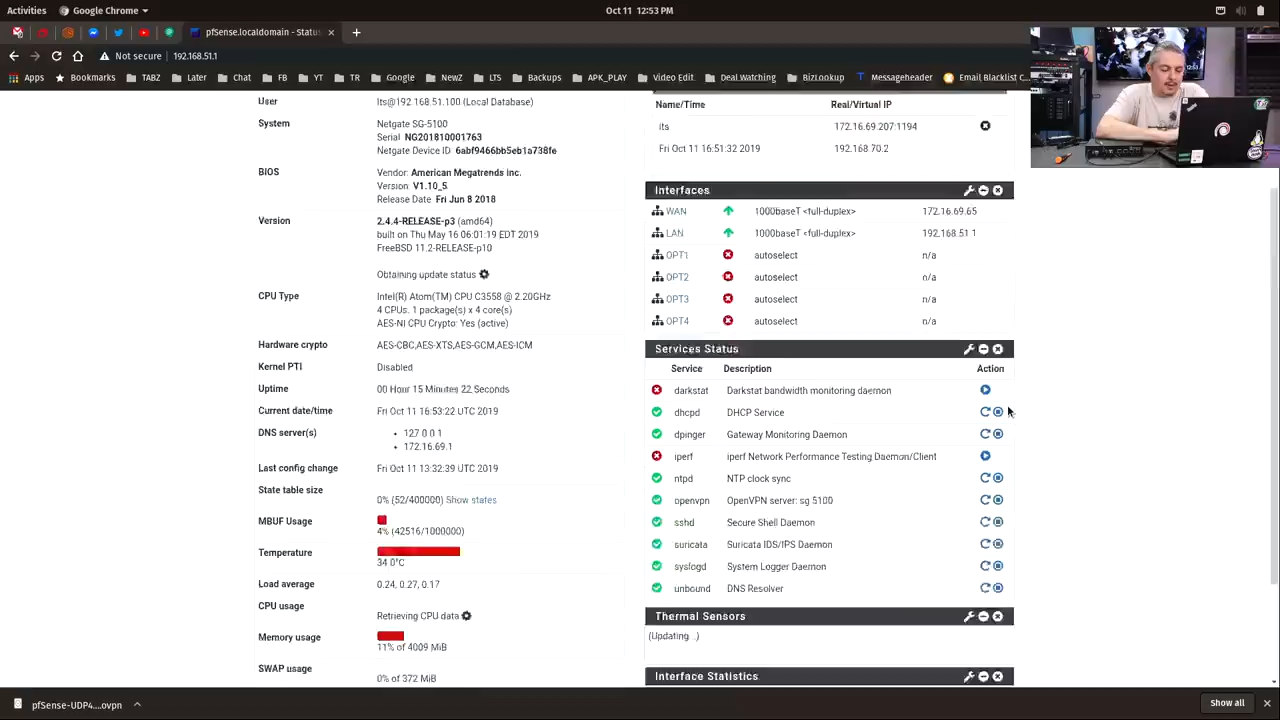 Activities Google Chrome Oct 11 12:53 PM
pfSense.localdomain - Status
Not secure 192.168.51.1
Apps Bookmarks TABZ Later Chat FB YT TR Google NewZ LTS Backups APK_PLAY Video Edit Deal Watching BizLookup Messageheader Email Blacklist C
User lts@192.168.51.100 (Local Database)
System Netgate SG-5100
Serial NG201810001763
Netgate Device ID 6abf9466bb5eb1a738fe
BIOS Vendor: American Megatrends Inc.
Version: V1.10_5
Release Date: Fri Jun 8 2018
Version 2.4.4-RELEASE-p3 (amd64)
built on Thu May 16 06:01:19 EDT 2019
FreeBSD 11.2-RELEASE-p10
Obtaining update status
CPU Type Intel(R) Atom(TM) CPU C3558 @ 2.20GHz
4 CPUs: 1 package(s) x 4 core(s)
AES-NI CPU Crypto: Yes (active)
Hardware crypto AES-CBC,AES-XTS,AES-GCM,AES-ICM
Kernel PTI Disabled
Uptime 00 Hour 15 Minutes 22 Seconds
Current date/time Fri Oct 11 16:53:22 UTC 2019
DNS server(s) • 127.0.0.1
• 172.16.69.1
Last config change Fri Oct 11 13:32:39 UTC 2019
State table size 0% (52/400000) Show states
MBUF Usage
4% (42516/1000000)
Temperature
34.0°C
Load average 0.24, 0.27, 0.17
CPU usage Retrieving CPU data
Memory usage
11% of 4009 MiB
SWAP usage 0% of 372 MiB
Name/Time Real/Virtual IP
its 172.16.69.207:1194
Fri Oct 11 16:51:32 2019 192.168.70.2
Interfaces
WAN 1000baseT <full-duplex> 172.16.69.65
LAN 1000baseT <full-duplex> 192.168.51.1
OPT1 autoselect n/a
OPT2 autoselect n/a
OPT3 autoselect n/a
OPT4 autoselect n/a
Services Status
Service Description Action
darkstat Darkstat bandwidth monitoring daemon
dhcpd DHCP Service
dpinger Gateway Monitoring Daemon
iperf iperf Network Performance Testing Daemon/Client
ntpd NTP clock sync
openvpn OpenVPN server: sg 5100
sshd Secure Shell Daemon
suricata Suricata IDS/IPS Daemon
syslogd System Logger Daemon
unbound DNS Resolver
Thermal Sensors
(Updating...)
Interface Statistics
pfSense-UDP4....ovpn Show all